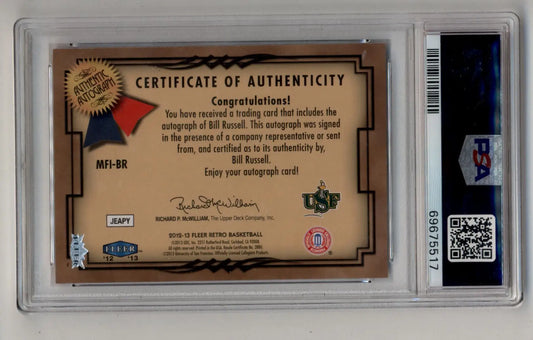 AUTHENTIC
AUTOGRAPH
CERTIFICATE OF AUTHENTICITY
Congratulations!
You have received a trading card that includes the
autograph of Bill Russell. This autograph was signed
in the presence of a company representative or sent
from, and certified as to its authenticity by,
Bill Russell.
Enjoy your autograph card!
MFI-BR
USF
JEAPY
RICHARD P. McWILLIAM, The Upper Deck Company, Inc.
2012-13 FLEER RETRO BASKETBALL
FLEER
'12 '13
PSA
69675517